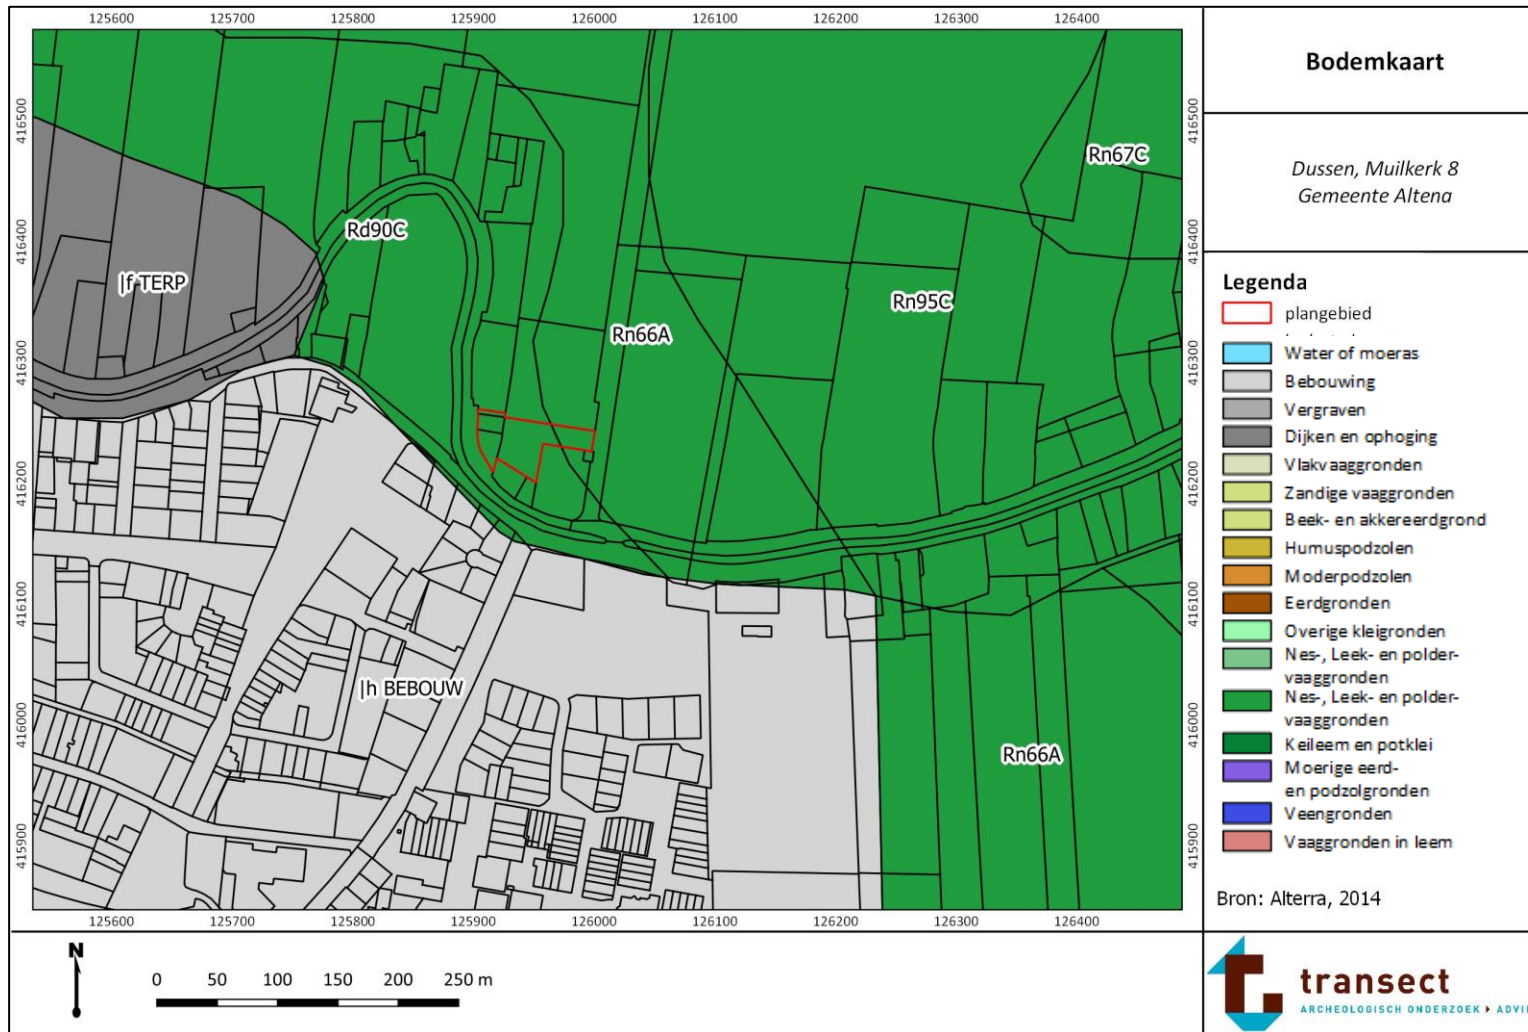 125600 125700 125800 125900 126000 126100 126200 126300 126400
416500
416400
416300
416200
416100
416000
415900
416500
416400
416300
416200
416100
416000
415900
Rn67C
Rd90C
|f TERP
Rn95C
Rn66A
|h BEBOUW
Rn66A
125600 125700 125800 125900 126000 126100 126200 126300 126400
N
0 50 100 150 200 250 m
Bodemkaart
Dussen, Muilkerk 8
Gemeente Altena
Legenda
plangebied
Water of moeras
Bebouwing
Vergraven
Dijken en ophoging
Vlakvaaggronden
Zandige vaaggronden
Beek- en akkereerdgrond
Humuspodzolen
Moderpodzolen
Eerdgronden
Overige kleigronden
Nes-, Leek- en polder-
vaaggronden
Nes-, Leek- en polder-
vaaggronden
Keileem en potklei
Moerige eerd-
en podzolgronden
Veengronden
Vaaggronden in leem
Bron: Alterra, 2014
transect
ARCHEOLOGISCH ONDERZOEK ADVI